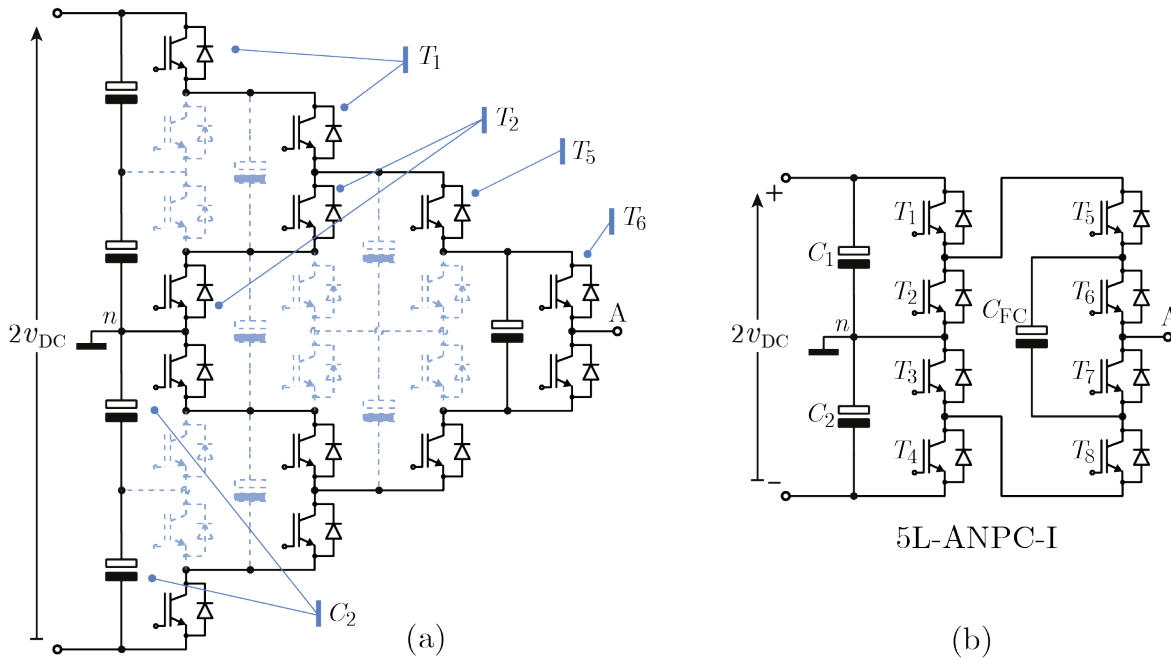 T1
T2
T5
T6
A
n
2vDC
C2
(a)
+
T1
T5
C1
T2
T6
CFC
n
A
2vDC
T3
T7
C2
T4
T8
−
5L-ANPC-I
(b)